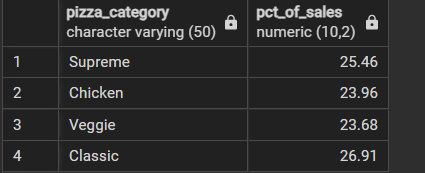 pizza_category pct_of_sales
character varying (50) numeric (10,2)
1 Supreme 25.46
2 Chicken 23.96
3 Veggie 23.68
4 Classic 26.91